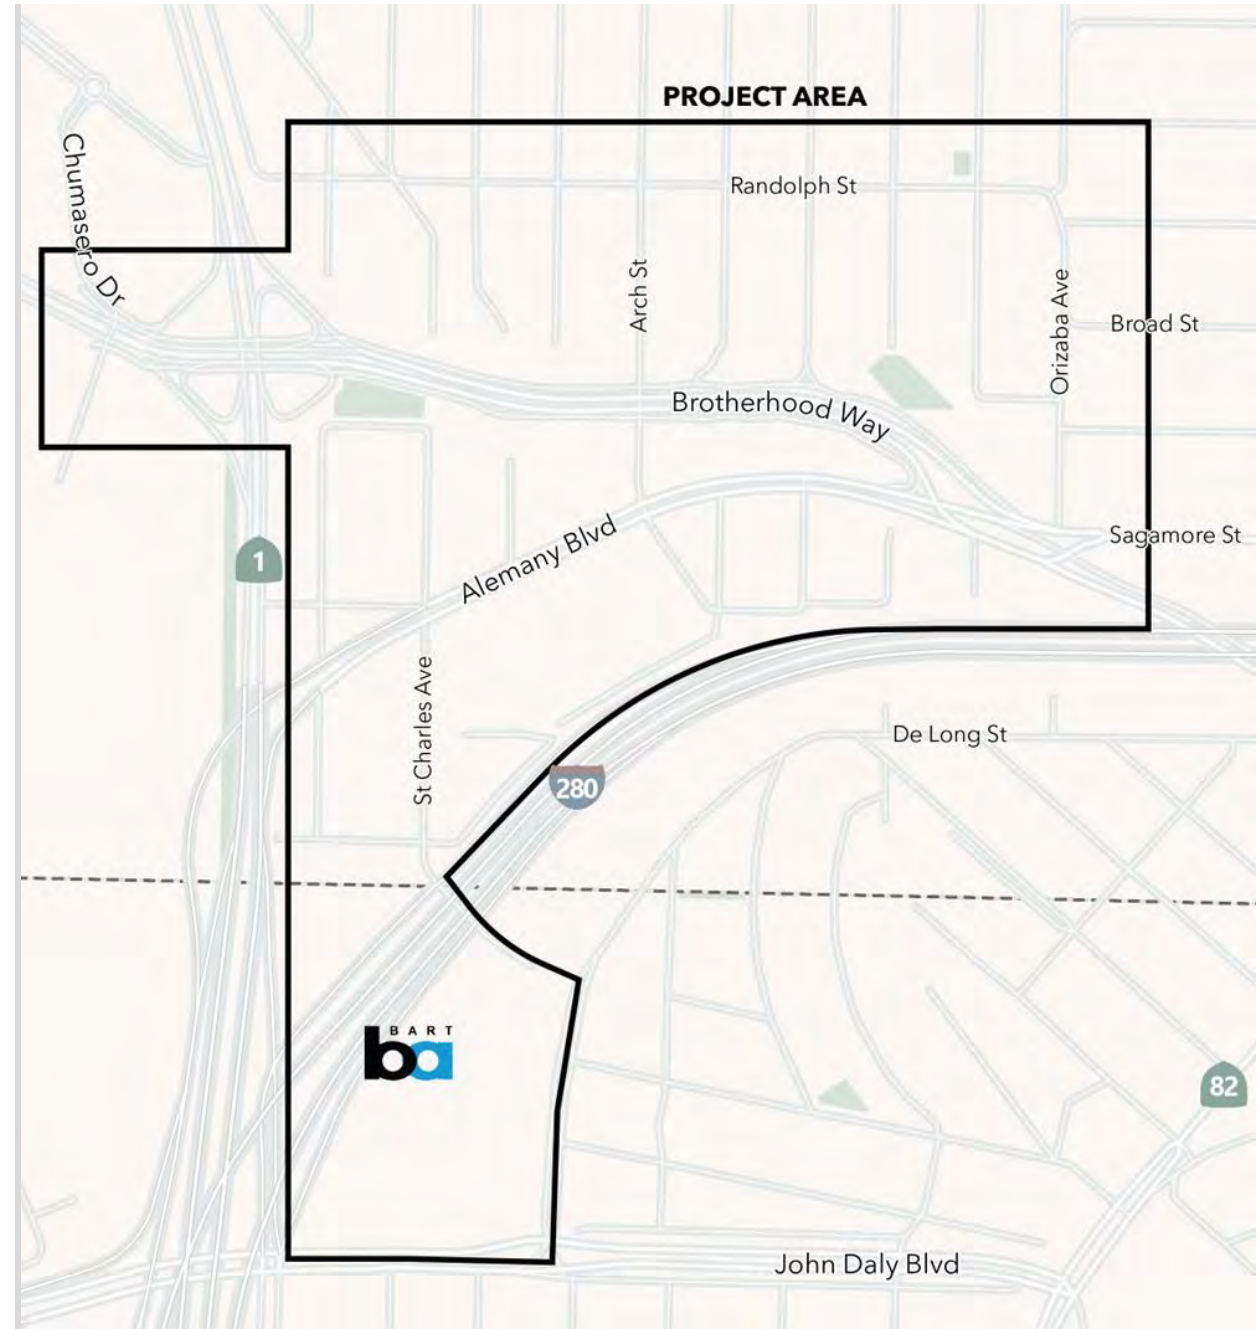 PROJECT AREA
Chumasero Dr
Randolph St
Arch St
Orizaba Ave
Broad St
Brotherhood Way
Sagamore St
Alemany Blvd
1
St Charles Ave
De Long St
280
BART
ba
82
John Daly Blvd